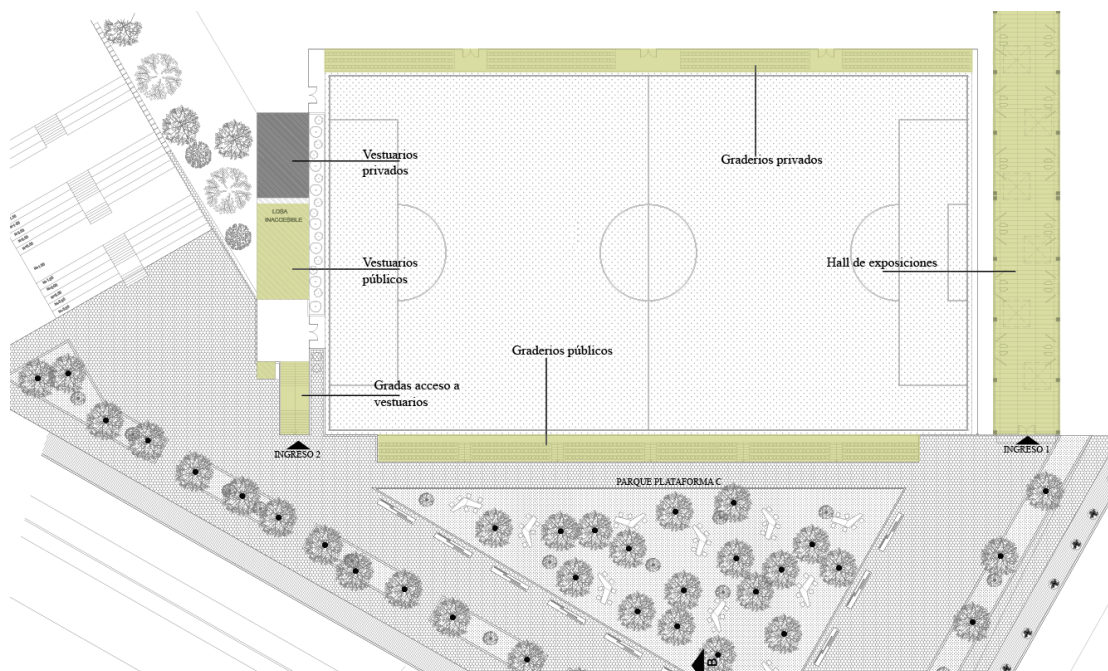 Vestuarios
privados
Graderios privados
LOSA
INACCESIBLE
Vestuarios
públicos
Hall de exposiciones
Graderios públicos
Gradas acceso a
vestuarios
INGRESO 2
INGRESO 1
PARQUE PLATAFORMA C
B